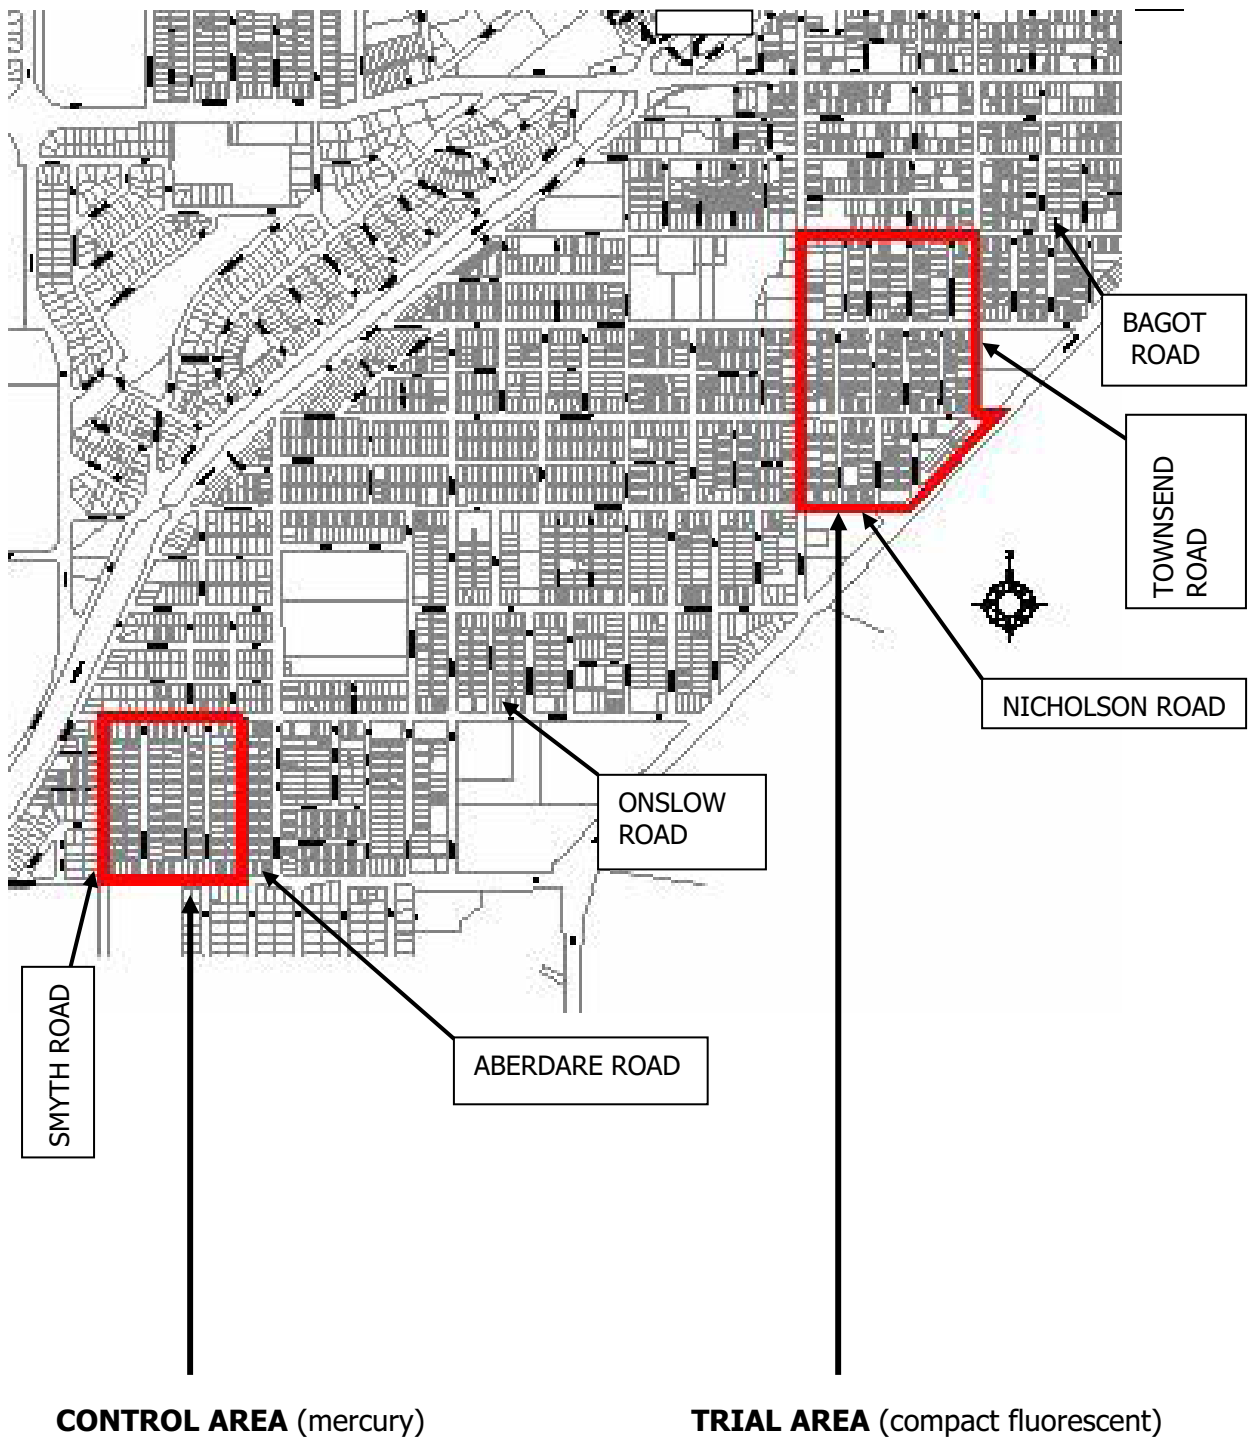 BAGOT
ROAD
TOWNSEND
ROAD
NICHOLSON ROAD
ONSLOW
ROAD
SMYTH ROAD
ABERDARE ROAD
CONTROL AREA (mercury)
TRIAL AREA (compact fluorescent)